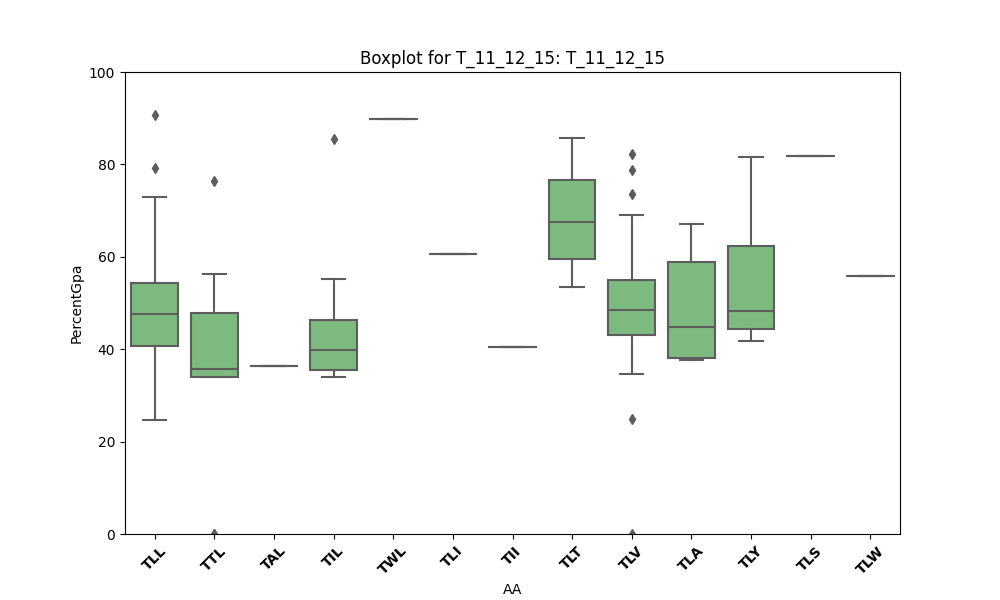 Boxplot for T_11_12_15: T_11_12_15
PercentGpa
100
80
60
40
20
0
TLL TTL TAL TIL TWL TLI TII TLT TLV TLA TLY TLS TLW
AA